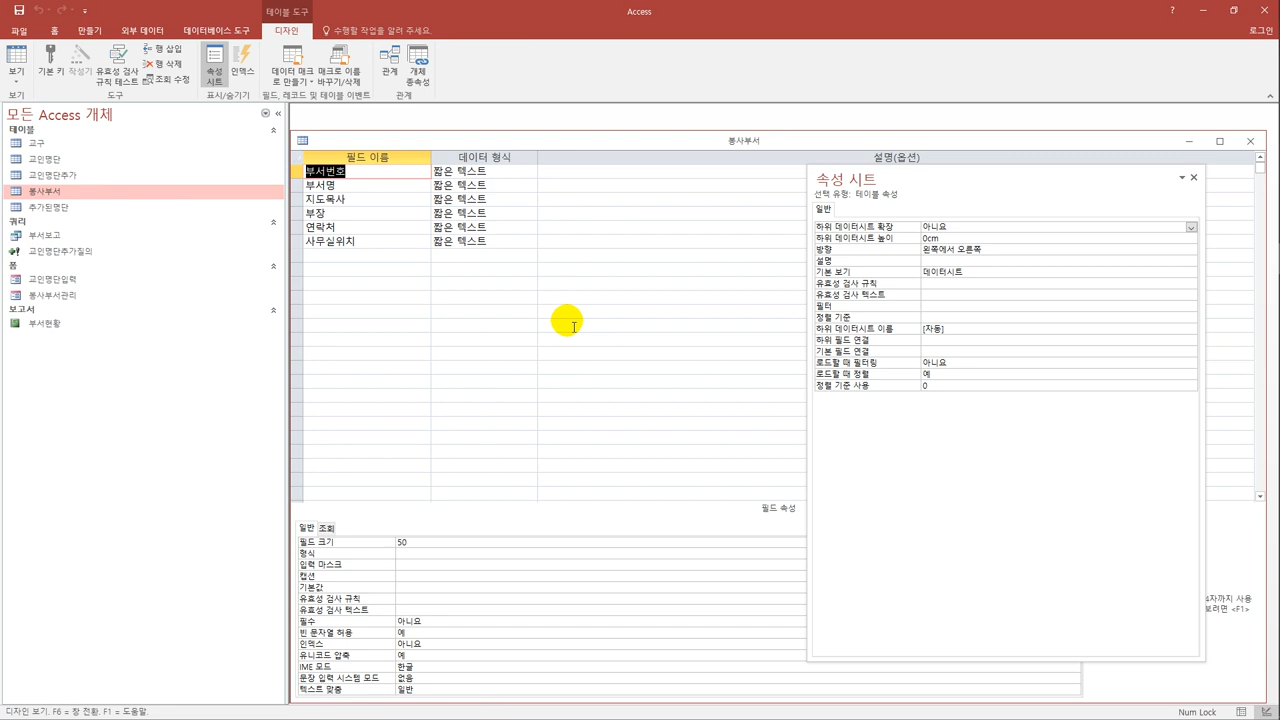 테이블 도구
Access
로그인
파일 홈 만들기 외부 데이터 데이터베이스 도구 디자인 수행할 작업을 알려 주세요.
보기
기본 키
작성기
유효성 검사
규칙 테스트
행 삽입
행 삭제
조회 수정
속성
시트
인덱스
데이터 매크
로 만들기
매크로 이름
바꾸기/삭제
관계
개체
종속성
보기 도구 표시/숨기기 필드, 레코드 및 테이블 이벤트 관계
모든 Access 개체
테이블
교구
교인명단
교인명단추가
봉사부서
추가된명단
쿼리
부서보고
교인명단추가질의
폼
교인명단입력
봉사부서관리
보고서
부서현황
봉사부서
필드 이름 데이터 형식 설명(옵션)
부서번호 짧은 텍스트
부서명 짧은 텍스트
지도목사 짧은 텍스트
부장 짧은 텍스트
연락처 짧은 텍스트
사무실위치 짧은 텍스트
속성 시트
선택 유형: 테이블 속성
일반
하위 데이터시트 확장 아니요
하위 데이터시트 높이 0cm
방향 왼쪽에서 오른쪽
설명
기본 보기 데이터시트
유효성 검사 규칙
유효성 검사 텍스트
필터
정렬 기준
하위 데이터시트 이름 [자동]
하위 필드 연결
기본 필드 연결
로드할 때 필터링 아니요
로드할 때 정렬 예
정렬 기준 사용 0
필드 속성
일반 조회
필드 크기 50
형식
입력 마스크
캡션
기본값
유효성 검사 규칙
유효성 검사 텍스트
필수 아니요
빈 문자열 허용 예
인덱스 아니요
유니코드 압축 예
IME 모드 한글
문장 입력 시스템 모드 없음
텍스트 맞춤 일반
4자까지 사용
보려면 <F1>
디자인 보기. F6 = 창 전환. F1 = 도움말.
Num Lock